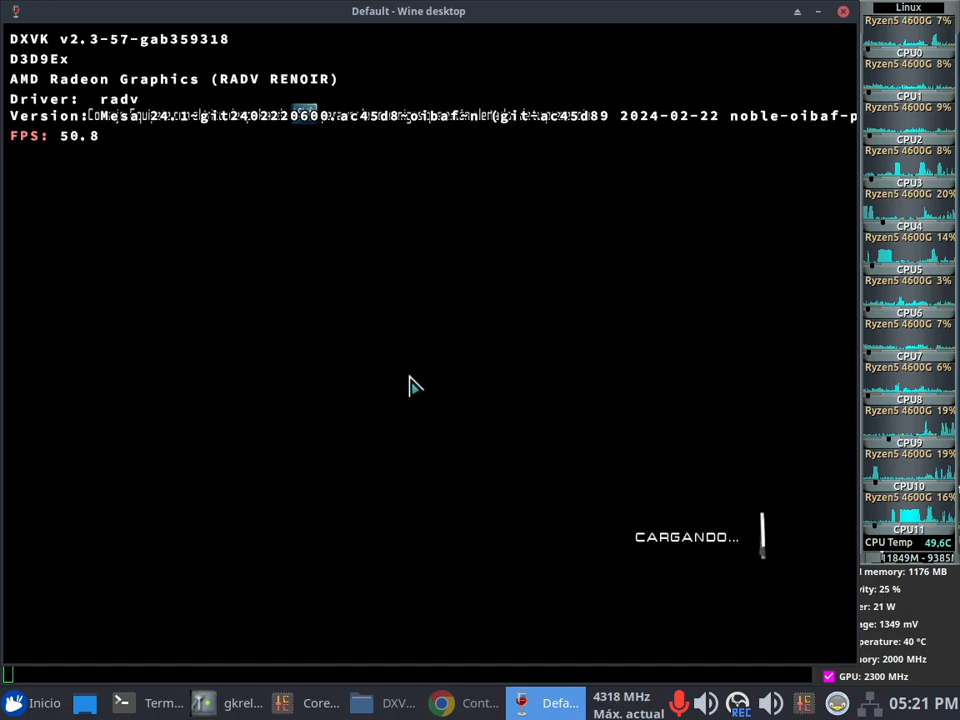 Default - Wine desktop
DXVK v2.3-57-gab359318
D3D9Ex
AMD Radeon Graphics (RADV RENOIR)
Driver: radv
Version:
2024-02-22 noble-oibaf-p
FPS: 50.8
CARGANDO...
Linux
Ryzen5 4600G 7%
CPU0
Ryzen5 4600G 8%
CPU1
Ryzen5 4600G 9%
CPU2
Ryzen5 4600G 8%
CPU3
Ryzen5 4600G 20%
CPU4
Ryzen5 4600G 14%
CPU5
Ryzen5 4600G 3%
CPU6
Ryzen5 4600G 7%
CPU7
Ryzen5 4600G 6%
CPU8
Ryzen5 4600G 19%
CPU9
Ryzen5 4600G 19%
CPU10
Ryzen5 4600G 16%
CPU11
CPU Temp 49,6C
11849M - 9385M
memory: 1176 MB
vity: 25 %
er: 21 W
age: 1349 mV
perature: 40 °C
ory: 2000 MHz
GPU: 2300 MHz
Inicio
Term...
gkrel...
Core...
DXV...
Cont...
Defa...
4318 MHz
Máx. actual
REC
05:21 PM